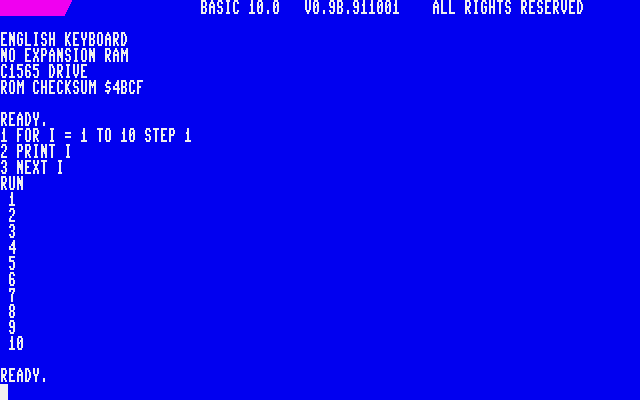 BASIC 10.0   V0.9B.911001    ALL RIGHTS RESERVED
ENGLISH KEYBOARD
NO EXPANSION RAM
C1565 DRIVE
ROM CHECKSUM $4BCF
READY.
1 FOR I = 1 TO 10 STEP 1
2 PRINT I
3 NEXT I
RUN
1
2
3
4
5
6
7
8
9
10
READY.